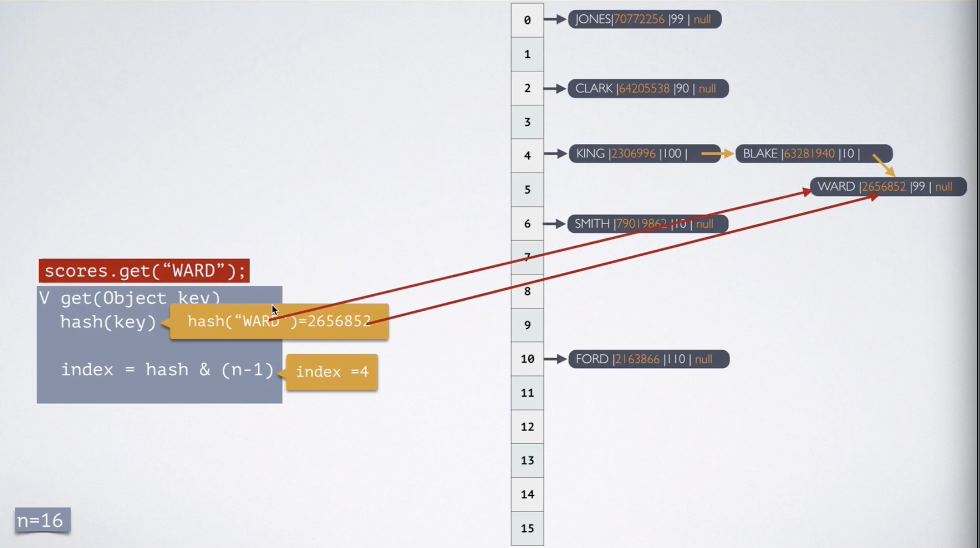 0
JONES|70772256 |99 | null
1
2
CLARK |64205538 |90 | null
3
4
KING |2306996 |100 |
BLAKE |63281940 |10 |
5
WARD |2656852 |99 | null
6
SMITH |79019862 |10 | null
7
8
9
10
FORD |2163866 |110 | null
11
12
13
14
15
scores.get(“WARD”);
V get(Object key)
hash(key)
hash(“WARD”)=2656852
index = hash & (n-1)
index =4
n=16